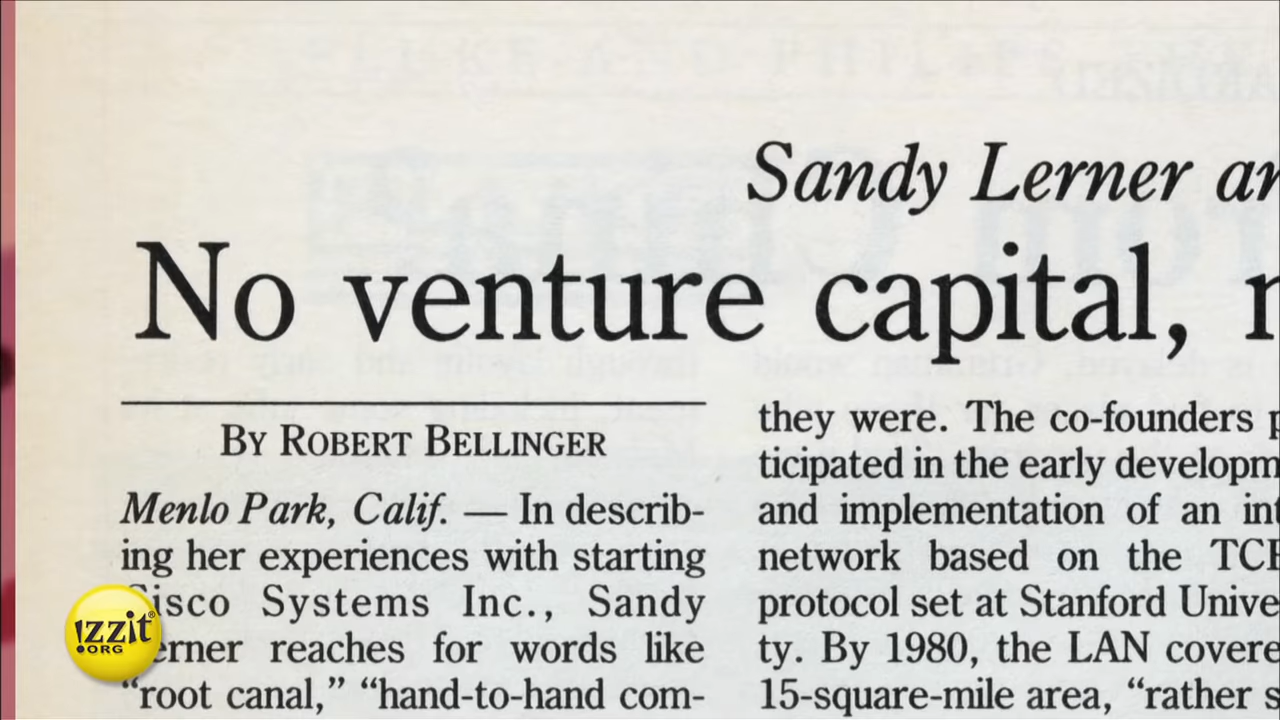 Sandy Lerner
No venture capital,
BY ROBERT BELLINGER
Menlo Park, Calif. — In describ-
ing her experiences with starting
isco Systems Inc., Sandy
erner reaches for words like
“root canal,” “hand-to-hand com-
they were. The co-founders
ticipated in the early developm
and implementation of an int
network based on the TCP
protocol set at Stanford Unive
ty. By 1980, the LAN covere
15-square-mile area, “rather s
izzit®
.ORG